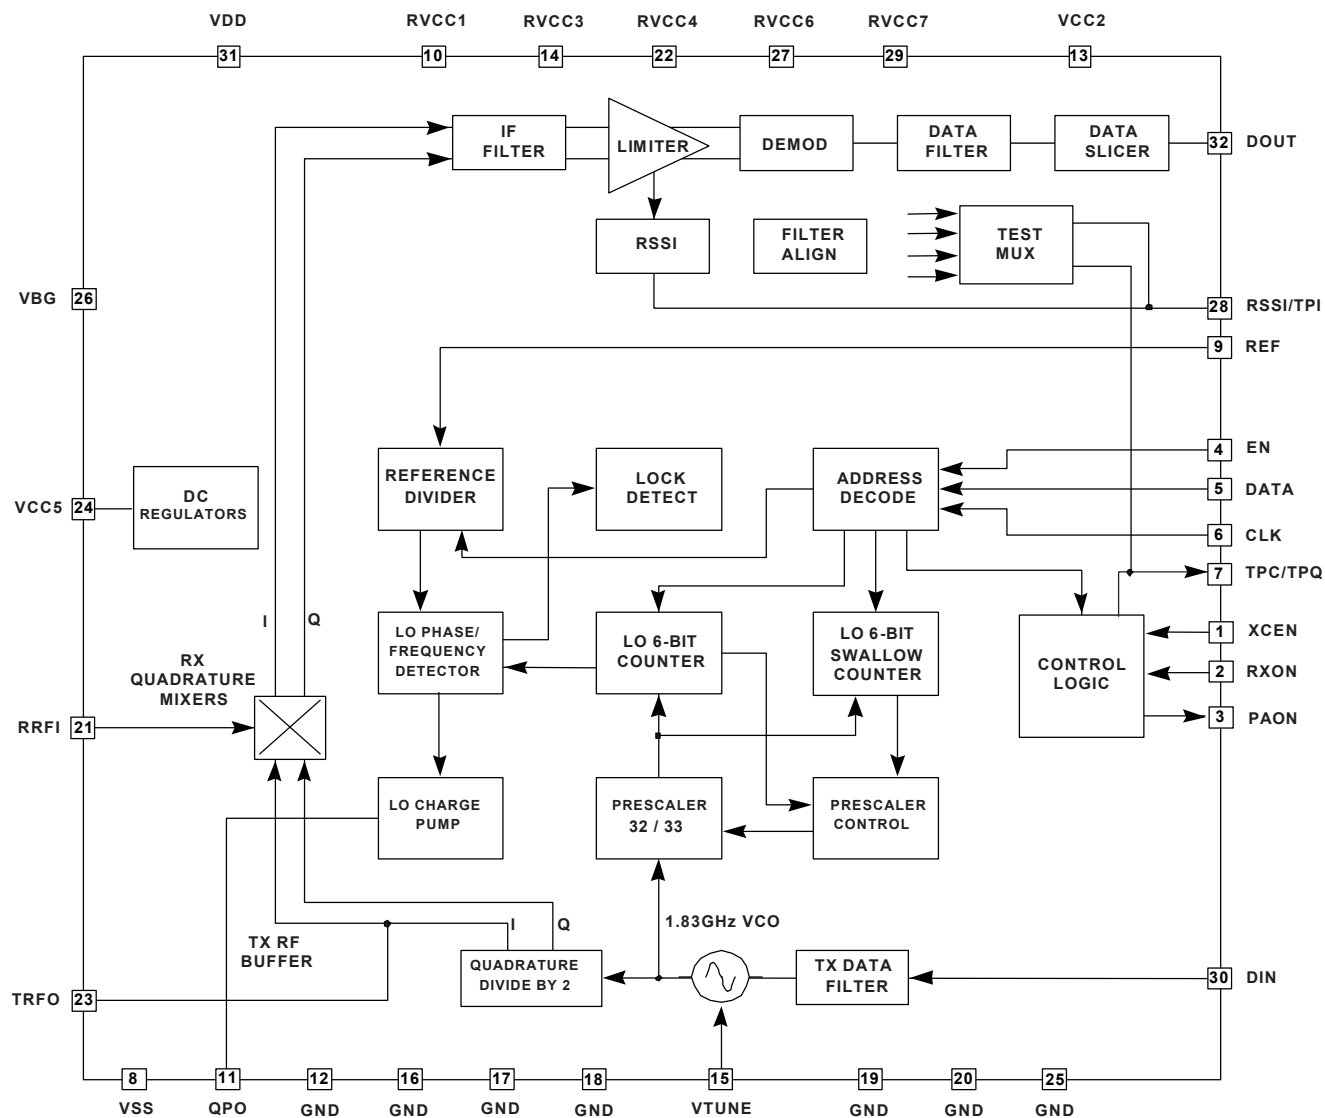 VDD RVCC1 RVCC3 RVCC4 RVCC6 RVCC7 VCC2
31 10 14 22 27 29 13
IF
FILTER
LIMITER
DEMOD
DATA
FILTER
DATA
SLICER
32 DOUT
RSSI
FILTER
ALIGN
TEST
MUX
VBG 26
28 RSSI/TPI
9 REF
REFERENCE
DIVIDER
LOCK
DETECT
ADDRESS
DECODE
4 EN
5 DATA
6 CLK
7 TPC/TPQ
VCC5 24
DC
REGULATORS
I Q
RX
QUADRATURE
MIXERS
LO PHASE/
FREQUENCY
DETECTOR
LO 6-BIT
COUNTER
LO 6-BIT
SWALLOW
COUNTER
CONTROL
LOGIC
1 XCEN
2 RXON
3 PAON
RRFI 21
LO CHARGE
PUMP
PRESCALER
32 / 33
PRESCALER
CONTROL
I Q
1.83GHz VCO
TX RF
BUFFER
QUADRATURE
DIVIDE BY 2
TX DATA
FILTER
30 DIN
TRFO 23
8 11 12 16 17 18 15 19 20 25
VSS QPO GND GND GND GND VTUNE GND GND GND